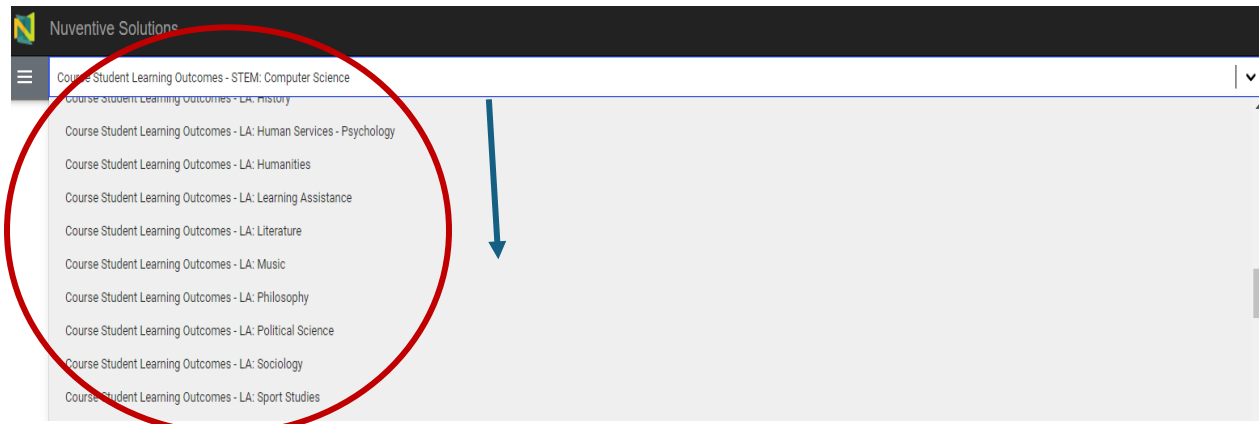 Nuventive Solutions
Course Student Learning Outcomes - STEM: Computer Science
Course Student Learning Outcomes - LA: History
Course Student Learning Outcomes - LA: Human Services - Psychology
Course Student Learning Outcomes - LA: Humanities
Course Student Learning Outcomes - LA: Learning Assistance
Course Student Learning Outcomes - LA: Literature
Course Student Learning Outcomes - LA: Music
Course Student Learning Outcomes - LA: Philosophy
Course Student Learning Outcomes - LA: Political Science
Course Student Learning Outcomes - LA: Sociology
Course Student Learning Outcomes - LA: Sport Studies